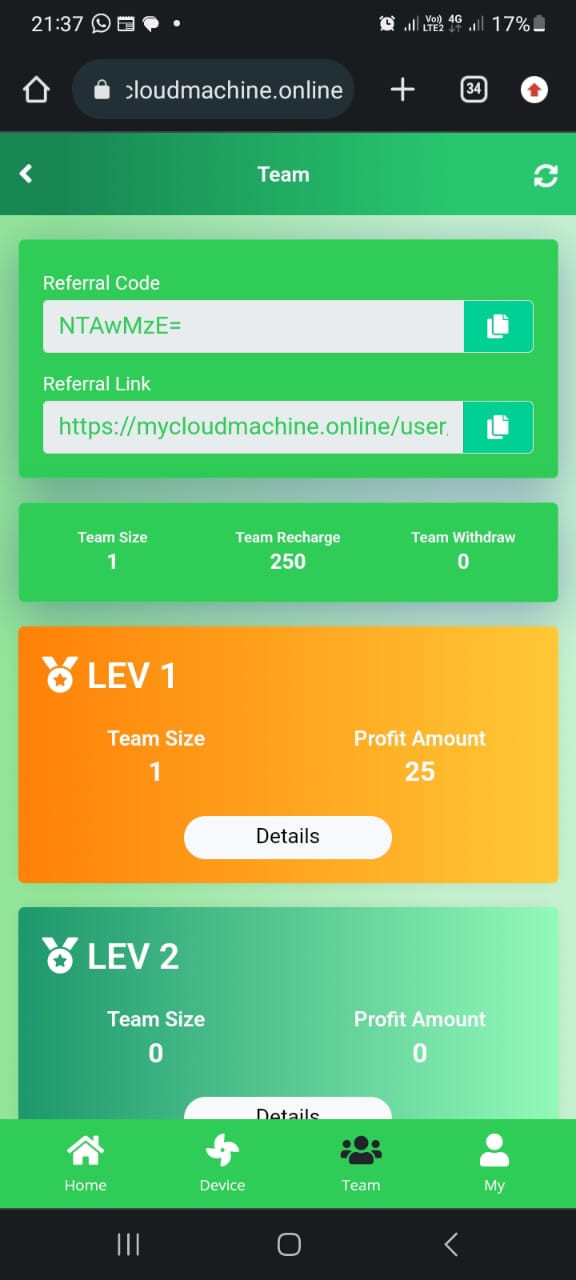 21:37 Vo) 4G LTE2 17%
:loudmachine.online 34
Team
Referral Code
NTAwMzE=
Referral Link
https://mycloudmachine.online/user
Team Size Team Recharge Team Withdraw
1 250 0
LEV 1
Team Size Profit Amount
1 25
Details
LEV 2
Team Size Profit Amount
0 0
Details
Home Device Team My